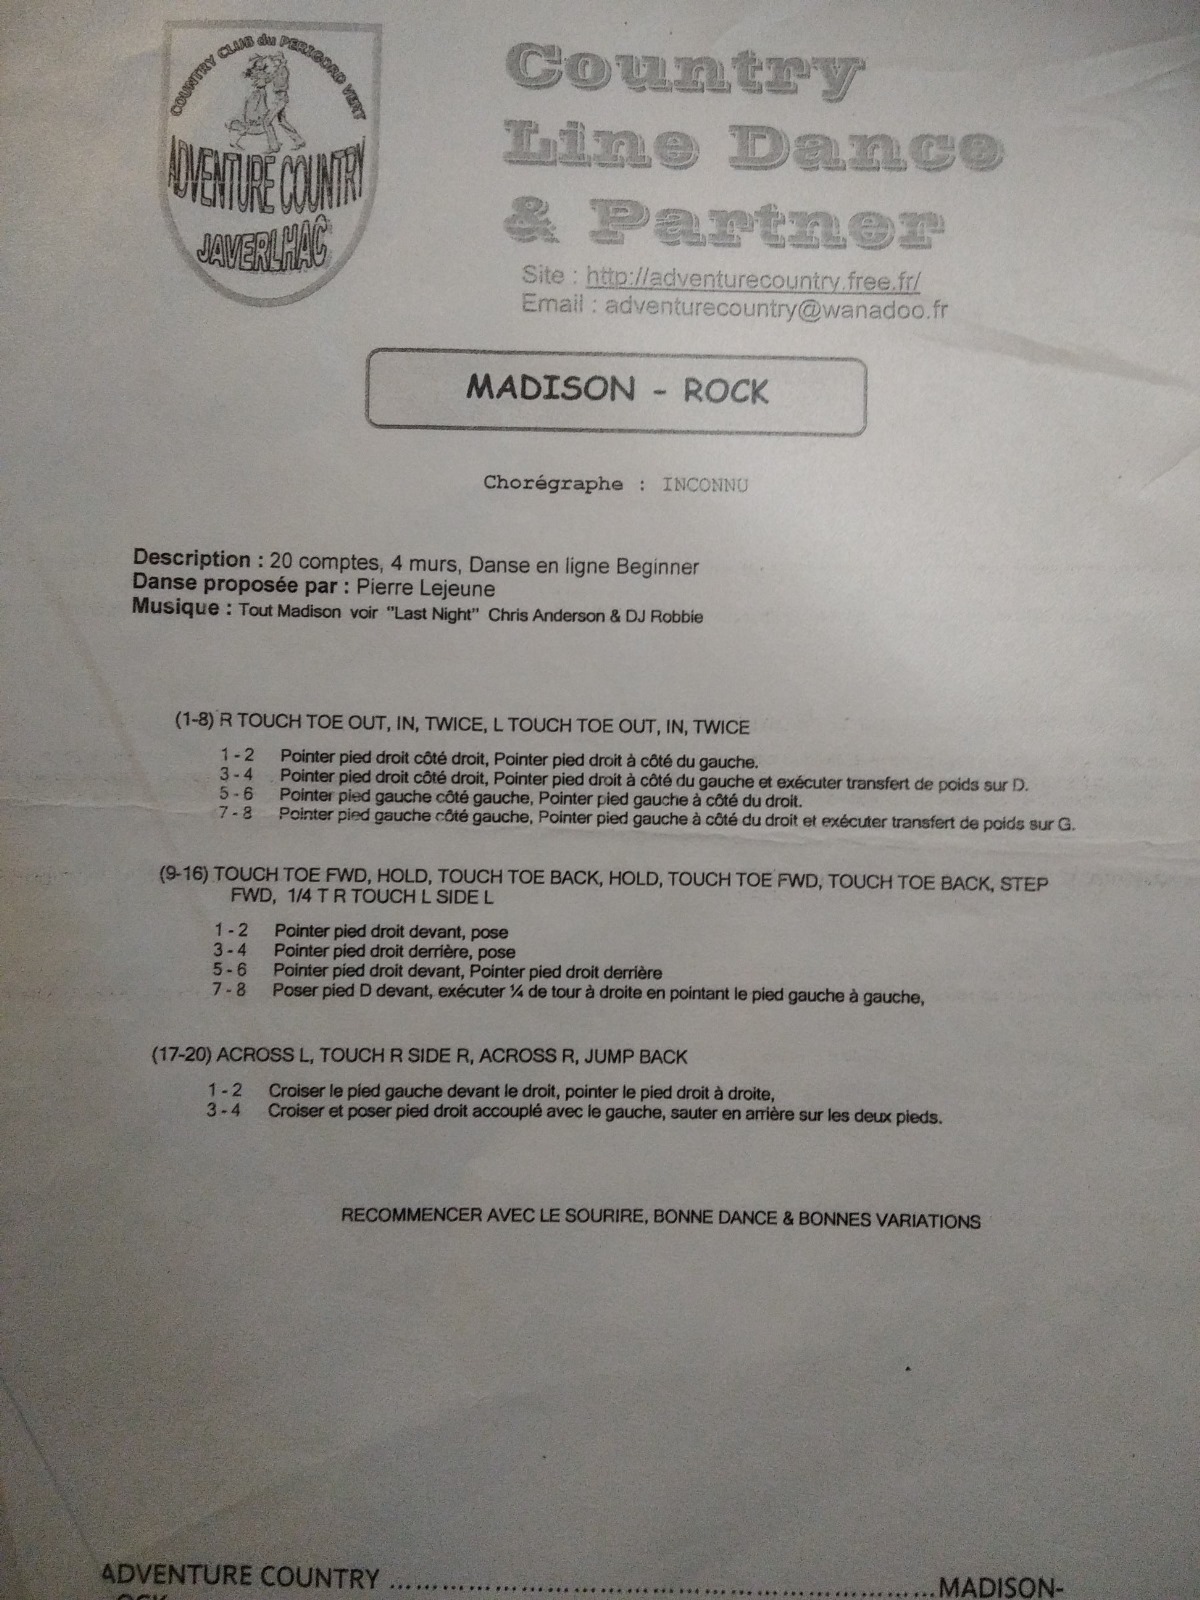 COUNTRY CLUB du PERIGORD VERT
ADVENTURE COUNTRY
JAVERLHAC
Country
Line Dance
& Partner
Site : http://adventurecountry.free.fr/
Email : adventurecountry@wanadoo.fr
MADISON - ROCK
Chorégraphe : INCONNU
Description : 20 comptes, 4 murs, Danse en ligne Beginner
Danse proposée par : Pierre Lejeune
Musique : Tout Madison voir "Last Night" Chris Anderson & DJ Robbie
(1-8) R TOUCH TOE OUT, IN, TWICE, L TOUCH TOE OUT, IN, TWICE
1 - 2 Pointer pied droit côté droit, Pointer pied droit à côté du gauche.
3 - 4 Pointer pied droit côté droit, Pointer pied droit à côté du gauche et exécuter transfert de poids sur D.
5 - 6 Pointer pied gauche côté gauche, Pointer pied gauche à côté du droit.
7 - 8 Pointer pied gauche côté gauche, Pointer pied gauche à côté du droit et exécuter transfert de poids sur G.
(9-16) TOUCH TOE FWD, HOLD, TOUCH TOE BACK, HOLD, TOUCH TOE FWD, TOUCH TOE BACK, STEP
FWD, 1/4 T R TOUCH L SIDE L
1 - 2 Pointer pied droit devant, pose
3 - 4 Pointer pied droit derrière, pose
5 - 6 Pointer pied droit devant, Pointer pied droit derrière
7 - 8 Poser pied D devant, exécuter ¼ de tour à droite en pointant le pied gauche à gauche,
(17-20) ACROSS L, TOUCH R SIDE R, ACROSS R, JUMP BACK
1 - 2 Croiser le pied gauche devant le droit, pointer le pied droit à droite,
3 - 4 Croiser et poser pied droit accouplé avec le gauche, sauter en arrière sur les deux pieds.
RECOMMENCER AVEC LE SOURIRE, BONNE DANCE & BONNES VARIATIONS
ADVENTURE COUNTRY ............................................................MADISON-